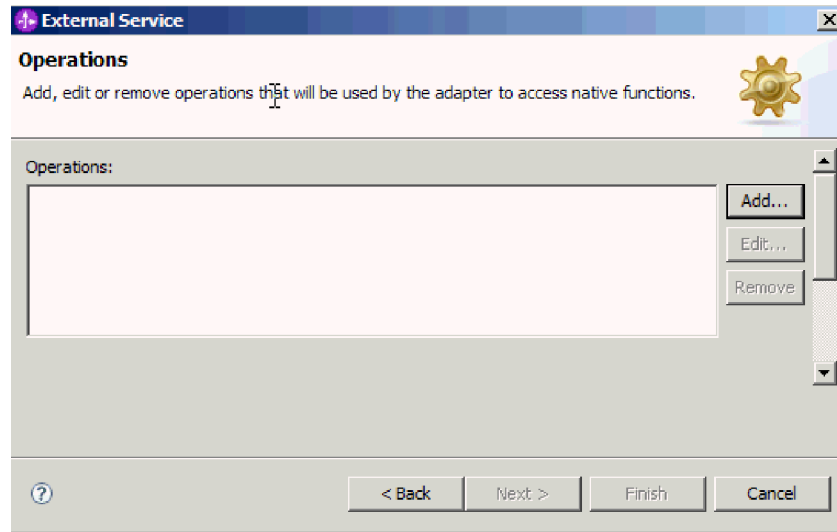 External Service
Operations
Add, edit or remove operations that will be used by the adapter to access native functions.
Operations:
Add...
Edit...
Remove
?
< Back
Next >
Finish
Cancel